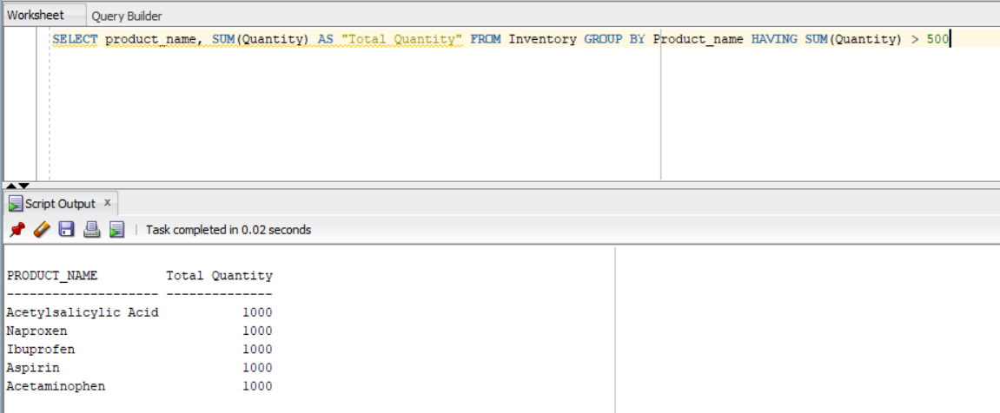 Worksheet Query Builder
SELECT product_name, SUM(Quantity) AS "Total Quantity" FROM Inventory GROUP BY Product_name HAVING SUM(Quantity) > 500
Script Output x
Task completed in 0.02 seconds
PRODUCT_NAME Total Quantity
-------------------- --------------
Acetylsalicylic Acid 1000
Naproxen 1000
Ibuprofen 1000
Aspirin 1000
Acetaminophen 1000